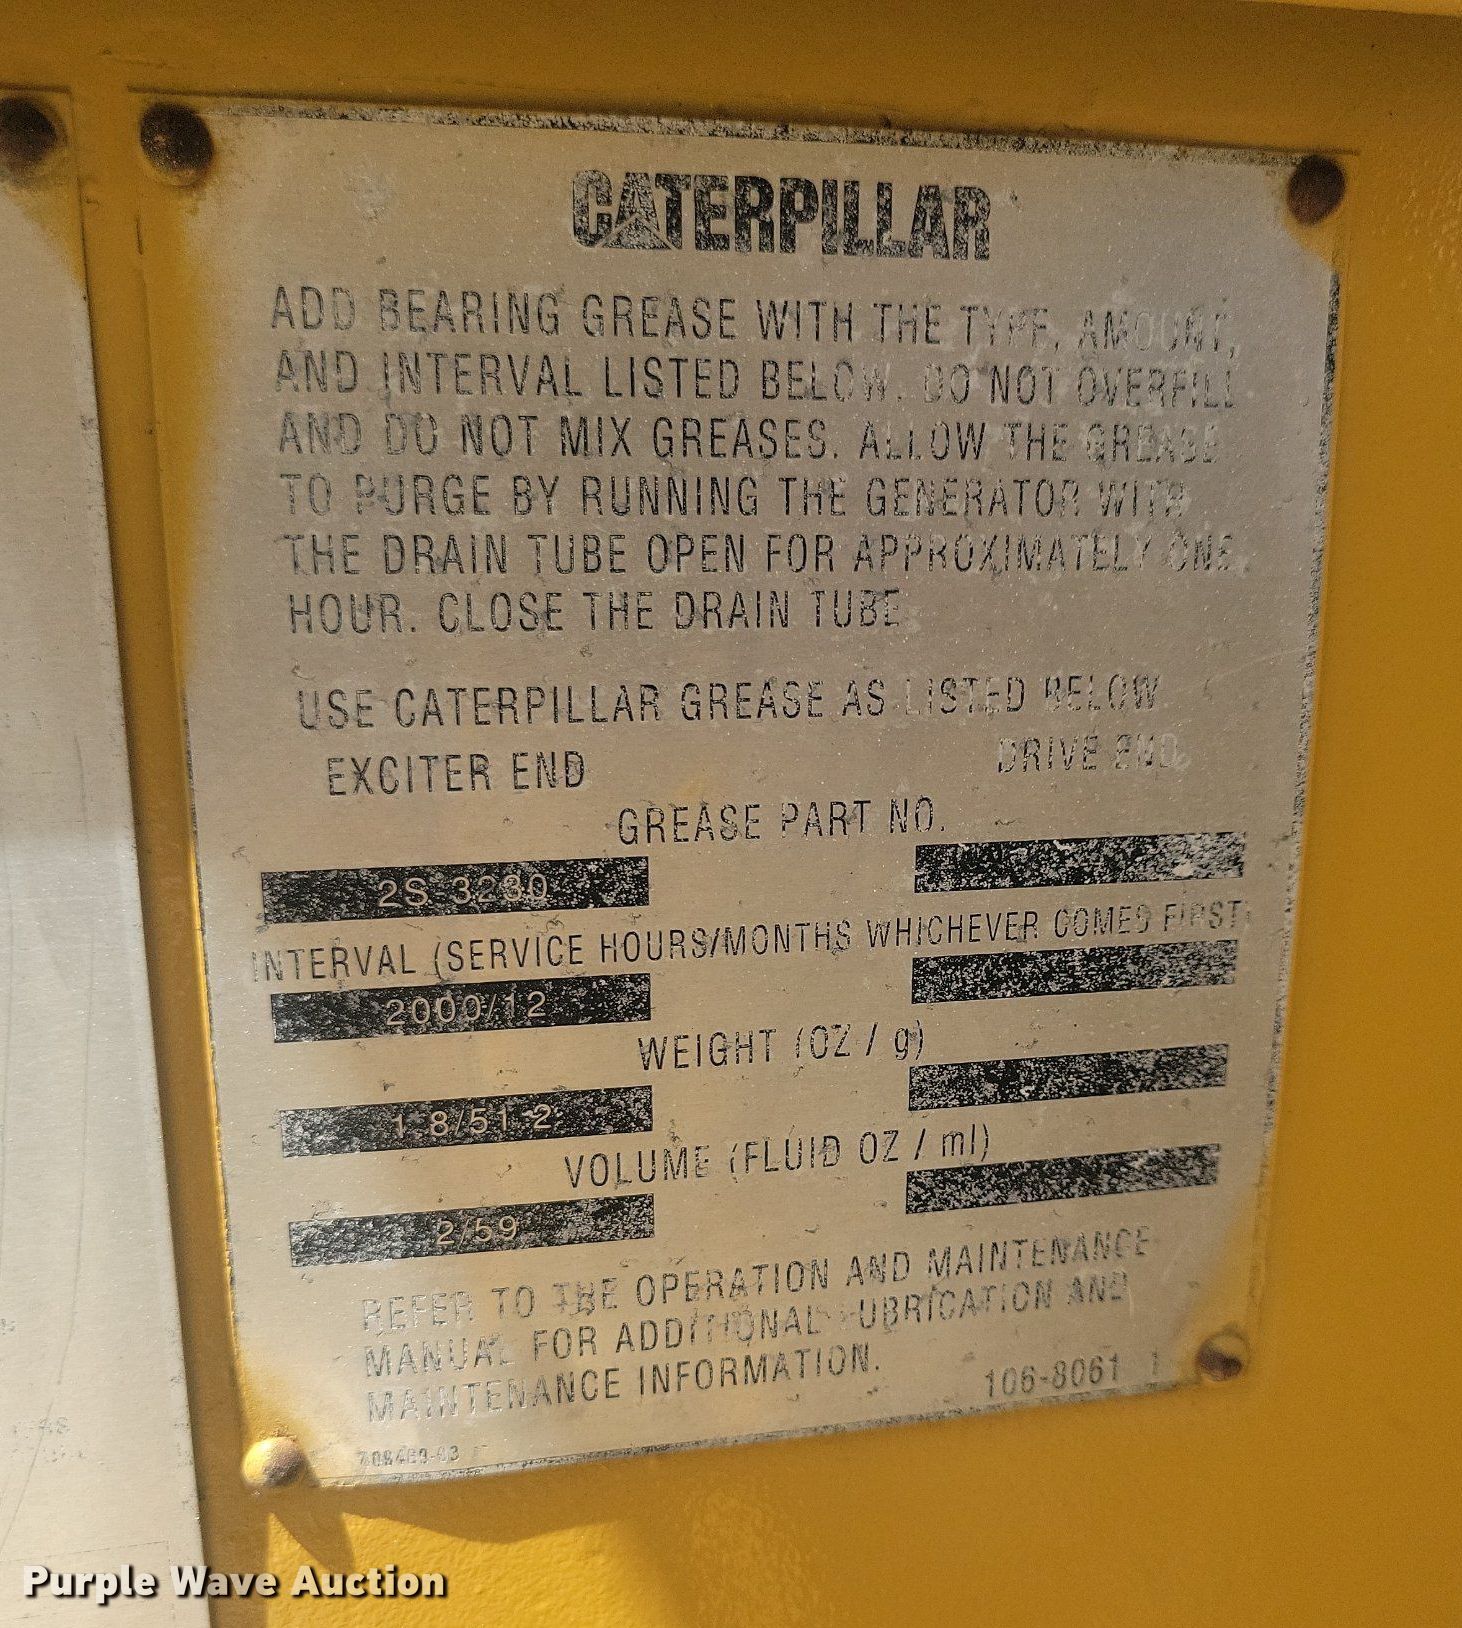 CATERPILLAR
ADD BEARING GREASE WITH THE TYPE, AMOUNT,
AND INTERVAL LISTED BELOW. DO NOT OVERFILL
AND DO NOT MIX GREASES. ALLOW THE GREASE
TO PURGE BY RUNNING THE GENERATOR WITH
THE DRAIN TUBE OPEN FOR APPROXIMATELY ONE
HOUR. CLOSE THE DRAIN TUBE.
USE CATERPILLAR GREASE AS LISTED BELOW.
EXCITER END DRIVE END
GREASE PART NO.
2S 3230
INTERVAL (SERVICE HOURS/MONTHS WHICHEVER COMES FIRST)
2000/12
WEIGHT (OZ / g)
1.8/51.2
VOLUME (FLUID OZ / ml)
2/59
REFER TO THE OPERATION AND MAINTENANCE
MANUAL FOR ADDITIONAL LUBRICATION AND
MAINTENANCE INFORMATION.
106-8061 1
Purple Wave Auction